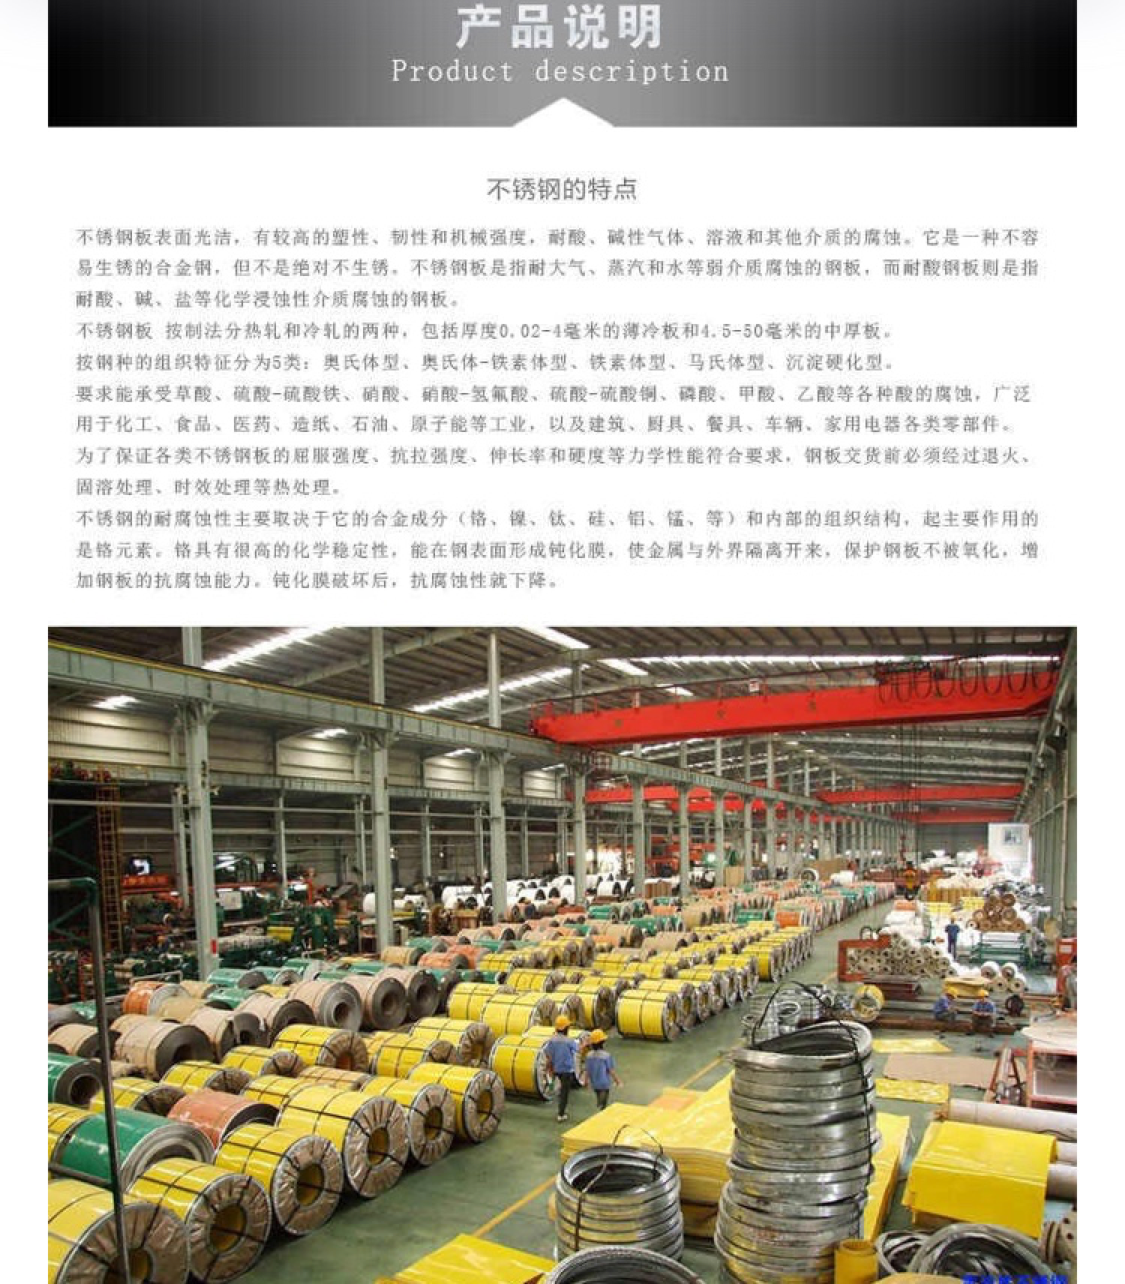 产品说明
Product description
不锈钢的特点
不锈钢板表面光洁，有较高的塑性、韧性和机械强度，耐酸、碱性气体、溶液和其他介质的腐蚀。它是一种不容
易生锈的合金钢，但不是绝对不生锈。不锈钢板是指耐大气、蒸汽和水等弱介质腐蚀的钢板，而耐酸钢板则是指
耐酸、碱、盐等化学浸蚀性介质腐蚀的钢板。
不锈钢板 按制法分热轧和冷轧的两种，包括厚度0.02-4毫米的薄冷板和4.5-50毫米的中厚板。
按钢种的组织特征分为5类：奥氏体型、奥氏体-铁素体型、铁素体型、马氏体型、沉淀硬化型。
要求能承受草酸、硫酸-硫酸铁、硝酸、硝酸-氢氟酸、硫酸-硫酸铜、磷酸、甲酸、乙酸等各种酸的腐蚀，广泛
用于化工、食品、医药、造纸、石油、原子能等工业，以及建筑、厨具、餐具、车辆、家用电器各类零部件。
为了保证各类不锈钢板的屈服强度、抗拉强度、伸长率和硬度等力学性能符合要求，钢板交货前必须经过退火、
固溶处理、时效处理等热处理。
不锈钢的耐腐蚀性主要取决于它的合金成分（铬、镍、钛、硅、铝、锰、等）和内部的组织结构，起主要作用的
是铬元素。铬具有很高的化学稳定性，能在钢表面形成钝化膜，使金属与外界隔离开来，保护钢板不被氧化，增
加钢板的抗腐蚀能力。钝化膜破坏后，抗腐蚀性就下降。